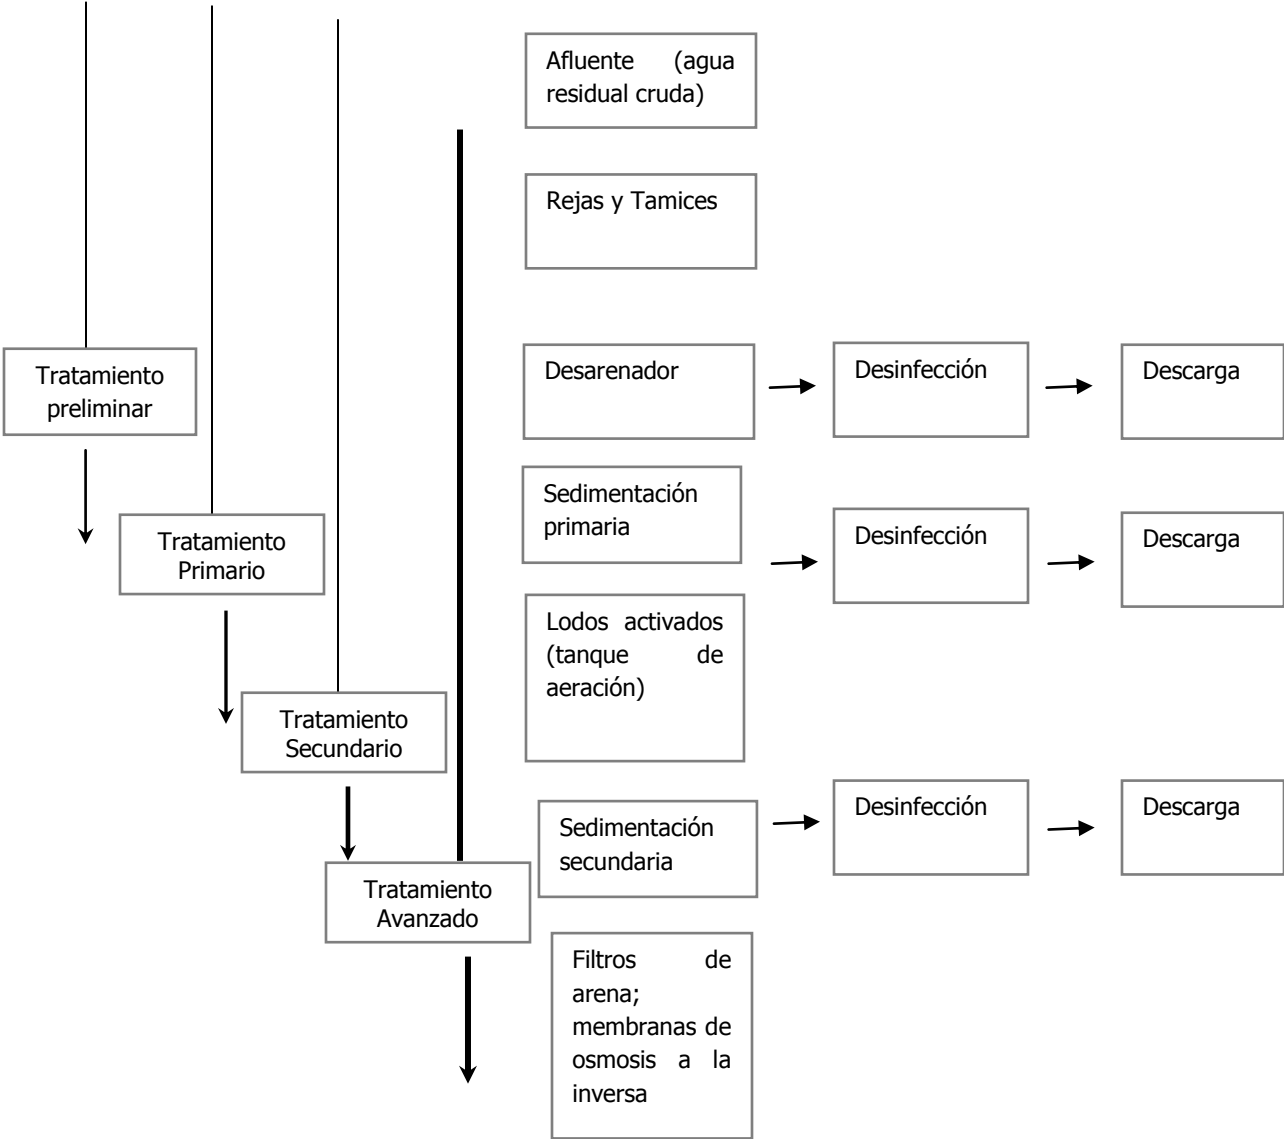 Afluente (agua
residual cruda)
Rejas y Tamices
Tratamiento
preliminar
Desarenador
Desinfección
Descarga
Sedimentación
primaria
Desinfección
Descarga
Tratamiento
Primario
Lodos activados
(tanque de
aeración)
Tratamiento
Secundario
Sedimentación
secundaria
Desinfección
Descarga
Tratamiento
Avanzado
Filtros de
arena;
membranas de
osmosis a la
inversa